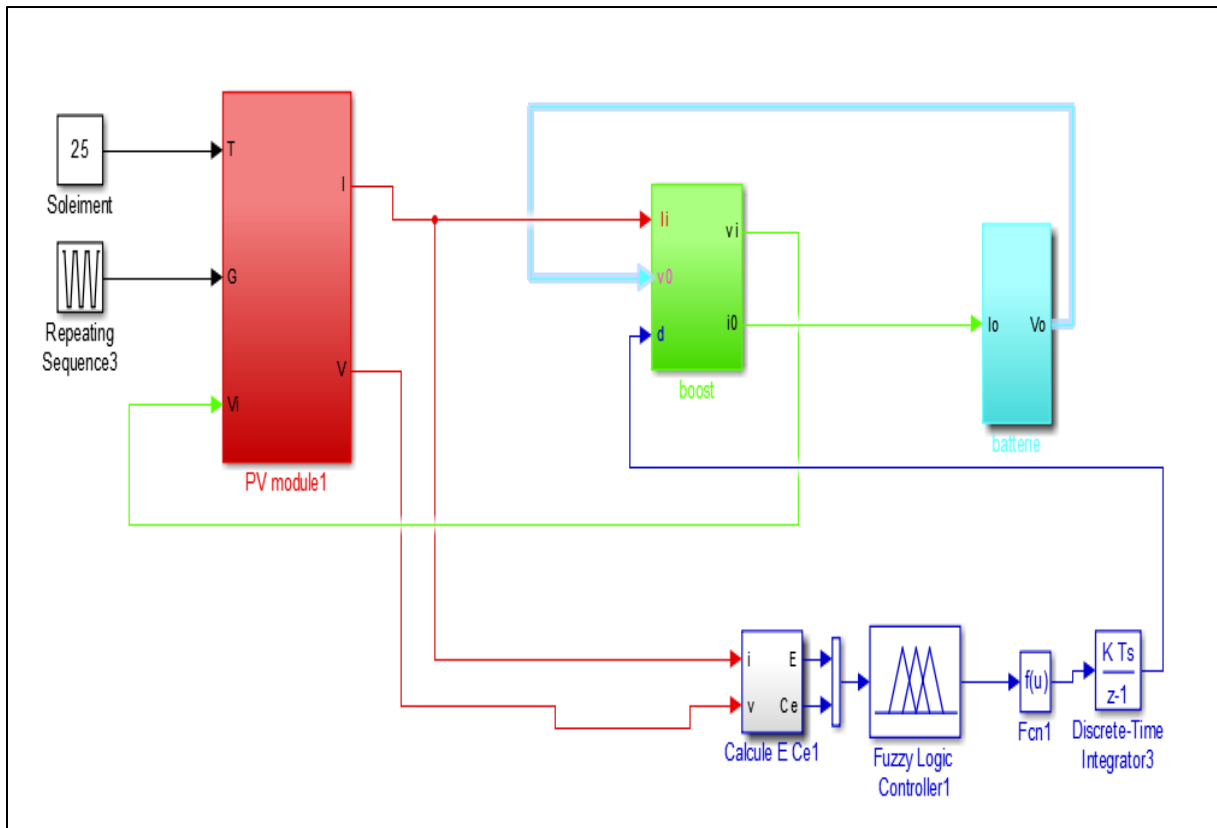 25
Soleiment
Repeating
Sequence3
T
G
Vi
I
V
PV module1
Ii
v0
d
vi
i0
boost
Io
Vo
batterie
i
v
E
Ce
Calcule E Ce1
Fuzzy Logic
Controller1
f(u)
Fcn1
K Ts
z-1
Discrete-Time
Integrator3